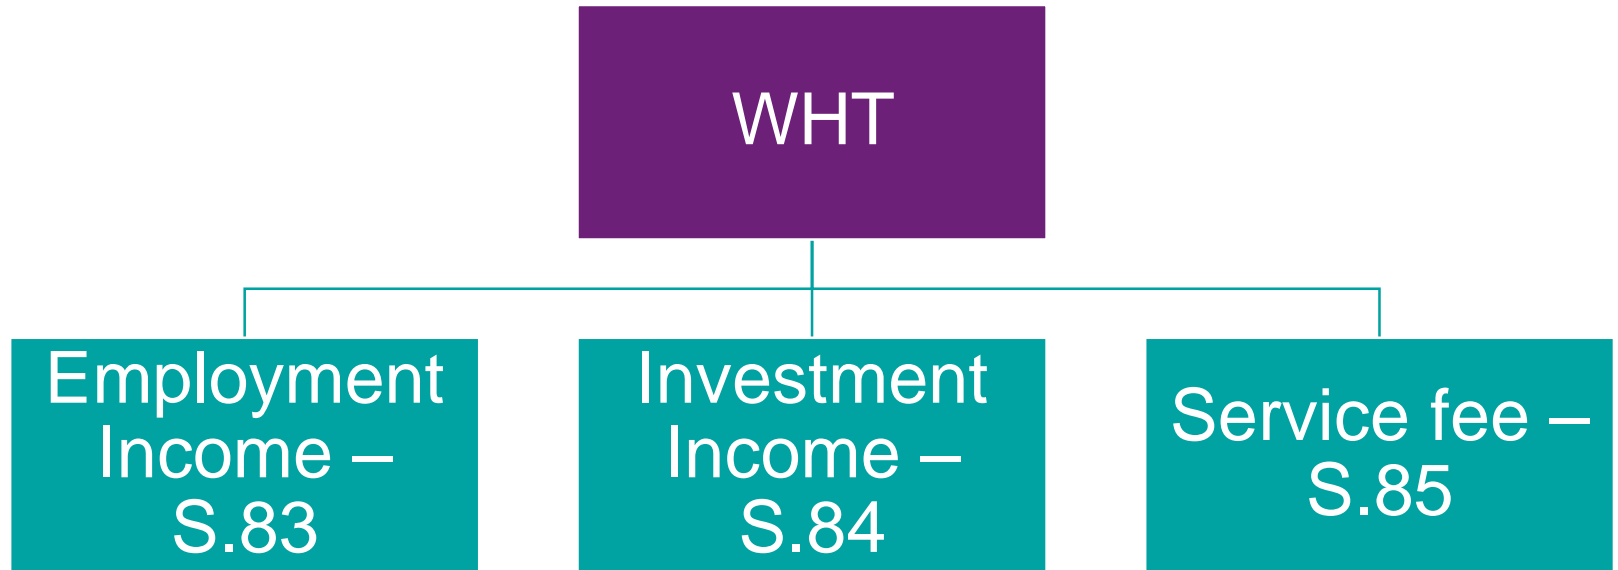 WHT
Employment
Income –
S.83
Investment
Income –
S.84
Service fee –
S.85